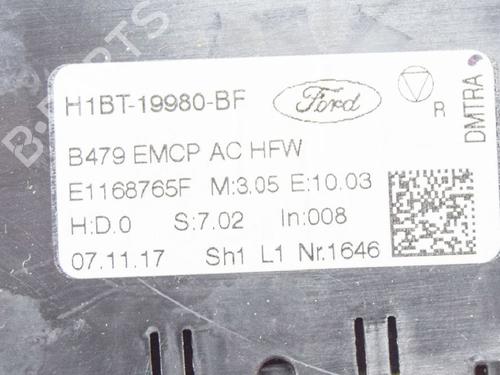 H1BT-19980-BF
Ford
R
DMTRA
B479 EMCP AC HFW
E1168765F M:3.05 E:10.03
H:D.0 S:7.02 In:008
07.11.17 Sh1 L1 Nr.1646
B-PARTS